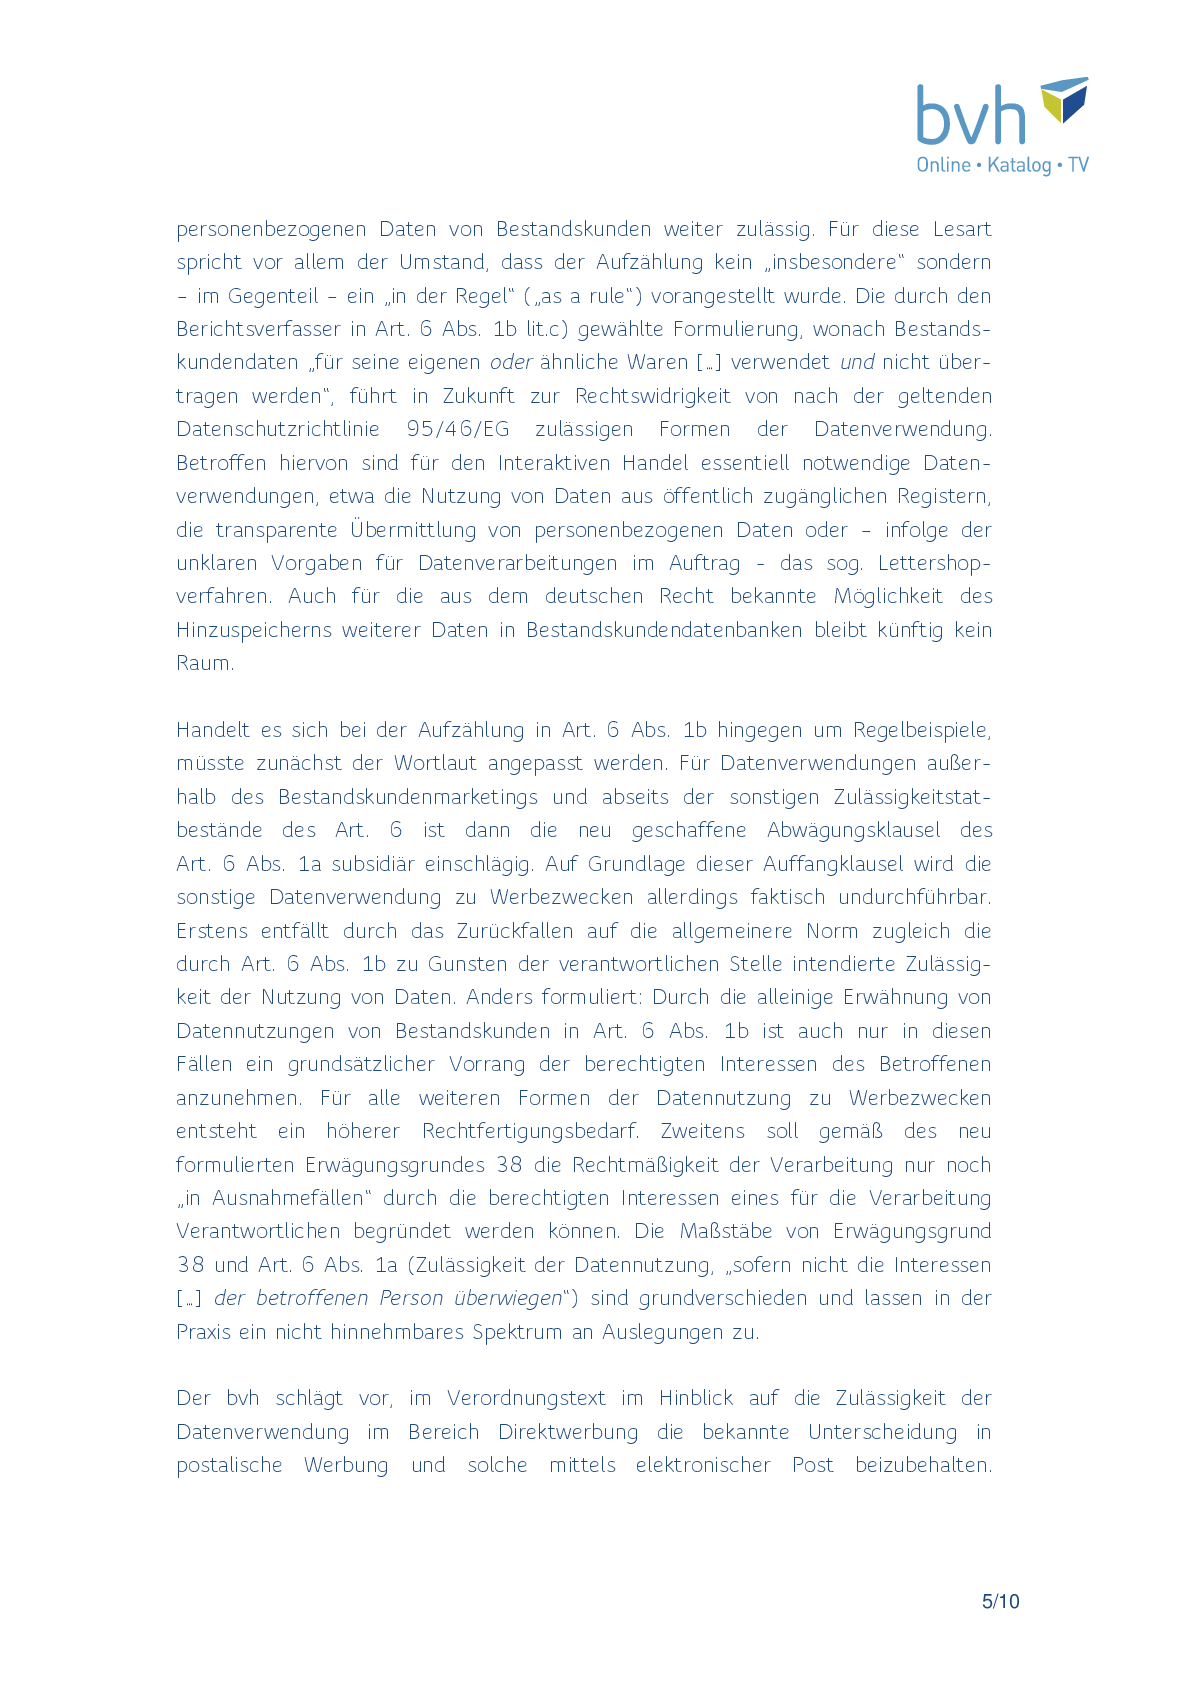 bvh
Online • Katalog • TV
personenbezogenen Daten von Bestandskunden weiter zulässig. Für diese Lesart
spricht vor allem der Umstand, dass der Aufzählung kein „insbesondere“ sondern
– im Gegenteil – ein „in der Regel“ („as a rule“) vorangestellt wurde. Die durch den
Berichtsverfasser in Art. 6 Abs. 1b lit.c) gewählte Formulierung, wonach Bestands-
kundendaten „für seine eigenen oder ähnliche Waren […] verwendet und nicht über-
tragen werden“, führt in Zukunft zur Rechtswidrigkeit von nach der geltenden
Datenschutzrichtlinie 95/46/EG zulässigen Formen der Datenverwendung.
Betroffen hiervon sind für den Interaktiven Handel essentiell notwendige Daten-
verwendungen, etwa die Nutzung von Daten aus öffentlich zugänglichen Registern,
die transparente Übermittlung von personenbezogenen Daten oder – infolge der
unklaren Vorgaben für Datenverarbeitungen im Auftrag - das sog. Lettershop-
verfahren. Auch für die aus dem deutschen Recht bekannte Möglichkeit des
Hinzuspeicherns weiterer Daten in Bestandskundendatenbanken bleibt künftig kein
Raum.
Handelt es sich bei der Aufzählung in Art. 6 Abs. 1b hingegen um Regelbeispiele,
müsste zunächst der Wortlaut angepasst werden. Für Datenverwendungen außer-
halb des Bestandskundenmarketings und abseits der sonstigen Zulässigkeitstat-
bestände des Art. 6 ist dann die neu geschaffene Abwägungsklausel des
Art. 6 Abs. 1a subsidiär einschlägig. Auf Grundlage dieser Auffangklausel wird die
sonstige Datenverwendung zu Werbezwecken allerdings faktisch undurchführbar.
Erstens entfällt durch das Zurückfallen auf die allgemeinere Norm zugleich die
durch Art. 6 Abs. 1b zu Gunsten der verantwortlichen Stelle intendierte Zulässig-
keit der Nutzung von Daten. Anders formuliert: Durch die alleinige Erwähnung von
Datennutzungen von Bestandskunden in Art. 6 Abs. 1b ist auch nur in diesen
Fällen ein grundsätzlicher Vorrang der berechtigten Interessen des Betroffenen
anzunehmen. Für alle weiteren Formen der Datennutzung zu Werbezwecken
entsteht ein höherer Rechtfertigungsbedarf. Zweitens soll gemäß des neu
formulierten Erwägungsgrundes 38 die Rechtmäßigkeit der Verarbeitung nur noch
„in Ausnahmefällen“ durch die berechtigten Interessen eines für die Verarbeitung
Verantwortlichen begründet werden können. Die Maßstäbe von Erwägungsgrund
38 und Art. 6 Abs. 1a (Zulässigkeit der Datennutzung, „sofern nicht die Interessen
[…] der betroffenen Person überwiegen“) sind grundverschieden und lassen in der
Praxis ein nicht hinnehmbares Spektrum an Auslegungen zu.
Der bvh schlägt vor, im Verordnungstext im Hinblick auf die Zulässigkeit der
Datenverwendung im Bereich Direktwerbung die bekannte Unterscheidung in
postalische Werbung und solche mittels elektronischer Post beizubehalten.
5/10